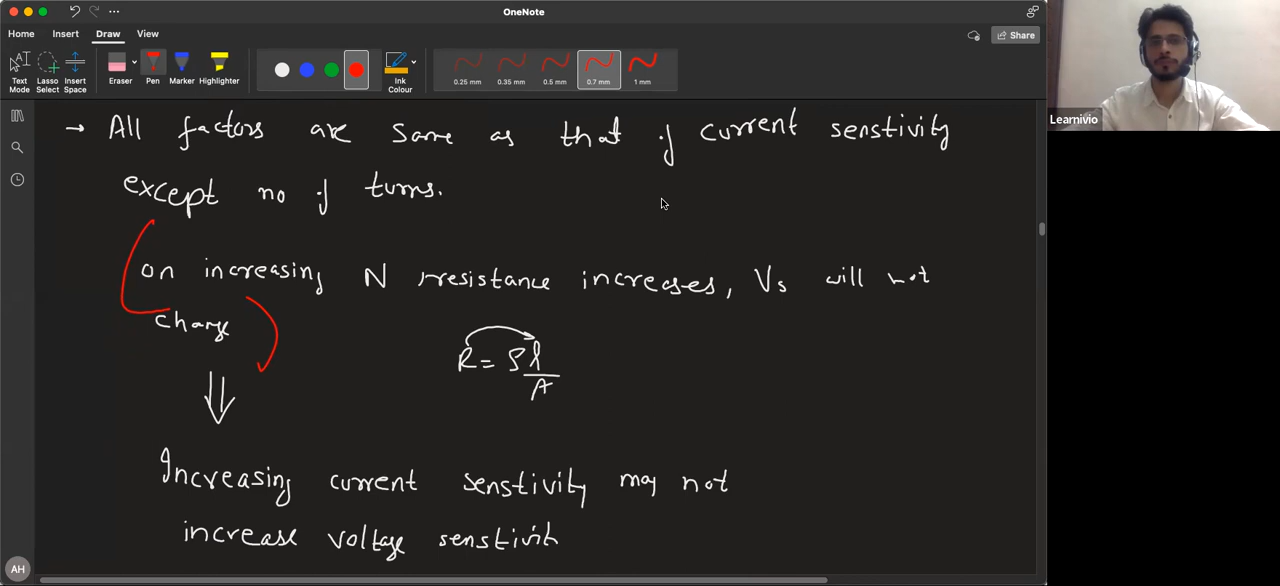 OneNote
Home Insert Draw View
Share
Text Mode
Lasso Select
Insert Space
Eraser
Pen
Marker
Highlighter
Ink Colour
0.25 mm
0.35 mm
0.5 mm
0.7 mm
1 mm
Learnivio
→ All factors are same as that of current senstivity
except no of turns.
on increasing N rresistance increases, Vs will not
change
R = ρl
A
Increasing current senstivity may not
increase voltage senstivit
AH